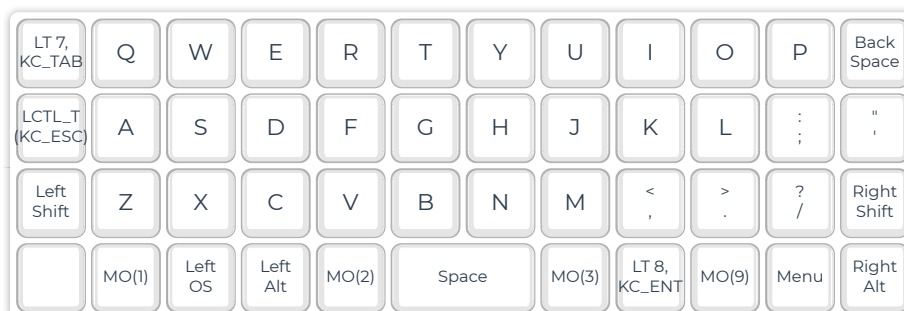 LT 7, KC_TAB Q W E R T Y U I O P Back Space
LCTL_T (KC_ESC) A S D F G H J K L : ; " '
Left Shift Z X C V B N M < , > . ? / Right Shift
MO(1) Left OS Left Alt MO(2) Space MO(3) LT 8, KC_ENT MO(9) Menu Right Alt